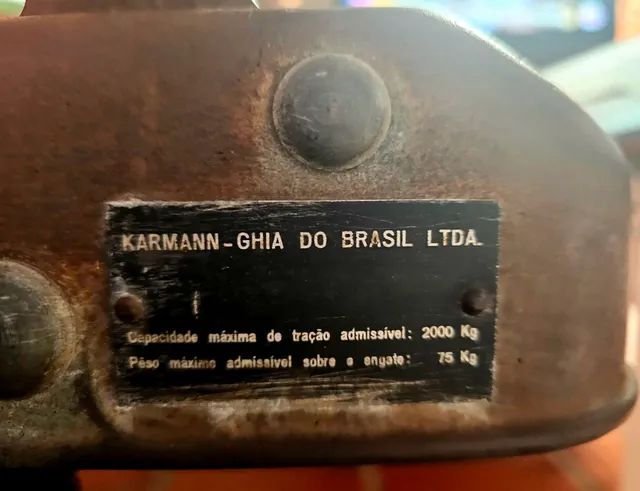 KARMANN-GHIA DO BRASIL LTDA.
Capacidade máxima de tração admissível: 2000 Kg
Pêso máximo admissível sobre o engate: 75 Kg